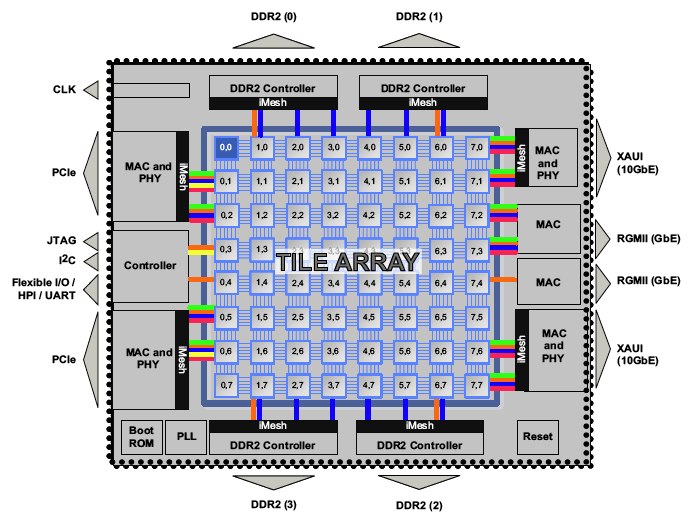 DDR2 (0)
DDR2 (1)
CLK
DDR2 Controller
DDR2 Controller
iMesh
iMesh
PCIe
MAC and
PHY
iMesh
0,0 1,0 2,0 3,0 4,0 5,0 6,0 7,0
0,1 1,1 2,1 3,1 4,1 5,1 6,1 7,1
0,2 1,2 2,2 3,2 4,2 5,2 6,2 7,2
0,3 1,3 6,3 7,3
TILE ARRAY
0,4 1,4 2,4 3,4 4,4 5,4 6,4 7,4
0,5 1,5 2,5 3,5 4,5 5,5 6,5 7,5
0,6 1,6 2,6 3,6 4,6 5,6 6,6 7,6
0,7 1,7 2,7 3,7 4,7 5,7 6,7 7,7
iMesh
MAC
and
PHY
XAUI
(10GbE)
MAC
RGMII (GbE)
MAC
RGMII (GbE)
JTAG
I²C
Flexible I/O /
HPI / UART
Controller
PCIe
MAC and
PHY
iMesh
iMesh
MAC
and
PHY
XAUI
(10GbE)
Boot
ROM
PLL
iMesh
DDR2 Controller
iMesh
DDR2 Controller
Reset
DDR2 (3)
DDR2 (2)